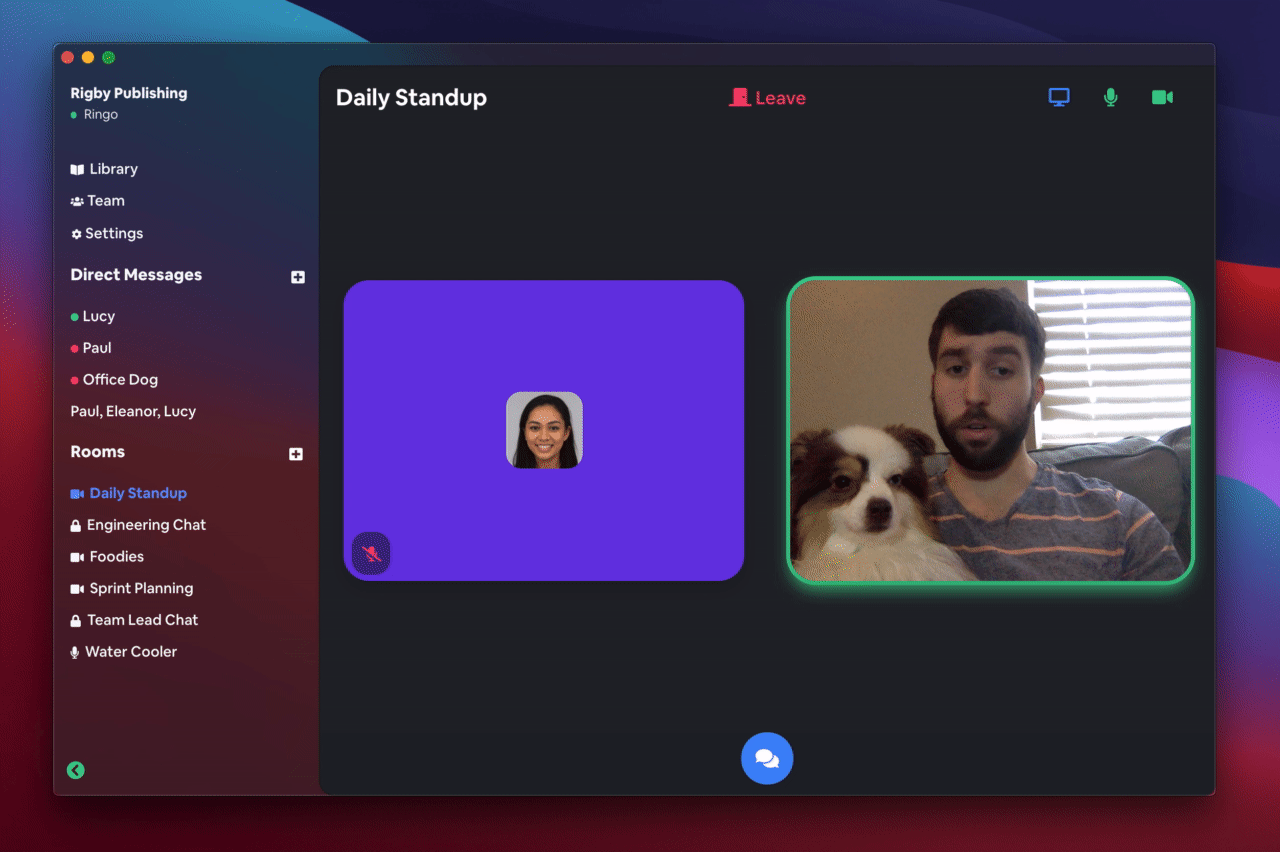 Rigby Publishing
Ringo
Library
Team
Settings
Direct Messages
Lucy
Paul
Office Dog
Paul, Eleanor, Lucy
Rooms
Daily Standup
Engineering Chat
Foodies
Sprint Planning
Team Lead Chat
Water Cooler
Daily Standup
Leave